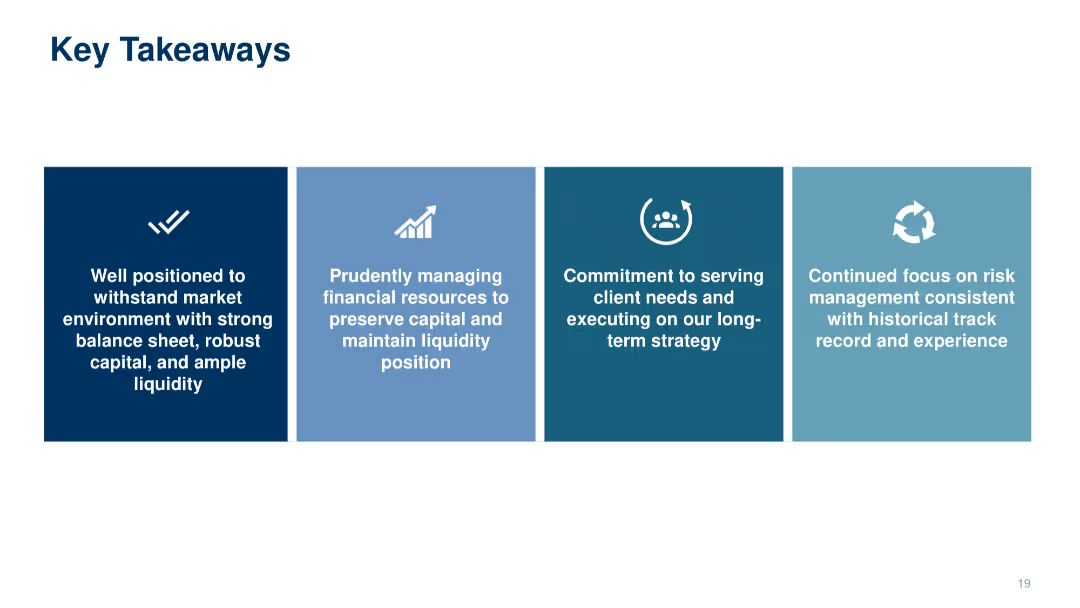 Key Takeaways
Well positioned to
withstand market
environment with strong
balance sheet, robust
capital, and ample
liquidity
Prudently managing
financial resources to
preserve capital and
maintain liquidity
position
Commitment to serving
client needs and
executing on our long-
term strategy
Continued focus on risk
management consistent
with historical track
record and experience
19